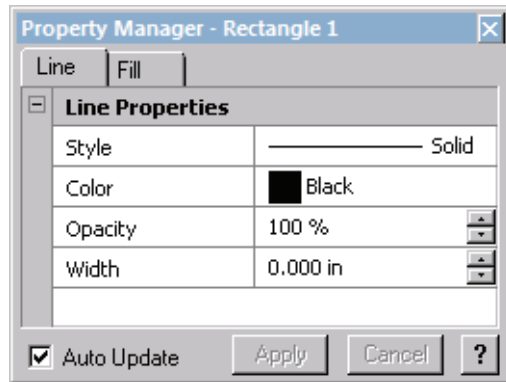 Property Manager - Rectangle 1
Line Fill
Line Properties
Style Solid
Color Black
Opacity 100 %
Width 0.000 in
Auto Update Apply Cancel ?